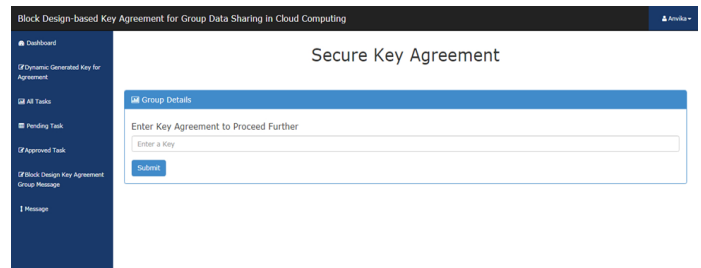 Block Design-based Key Agreement for Group Data Sharing in Cloud Computing
Anvika
Dashboard
Dynamic Generated Key for
Agreement
All Tasks
Pending Task
Approved Task
Block Design Key Agreement
Group Message
Message
Secure Key Agreement
Group Details
Enter Key Agreement to Proceed Further
Enter a Key
Submit